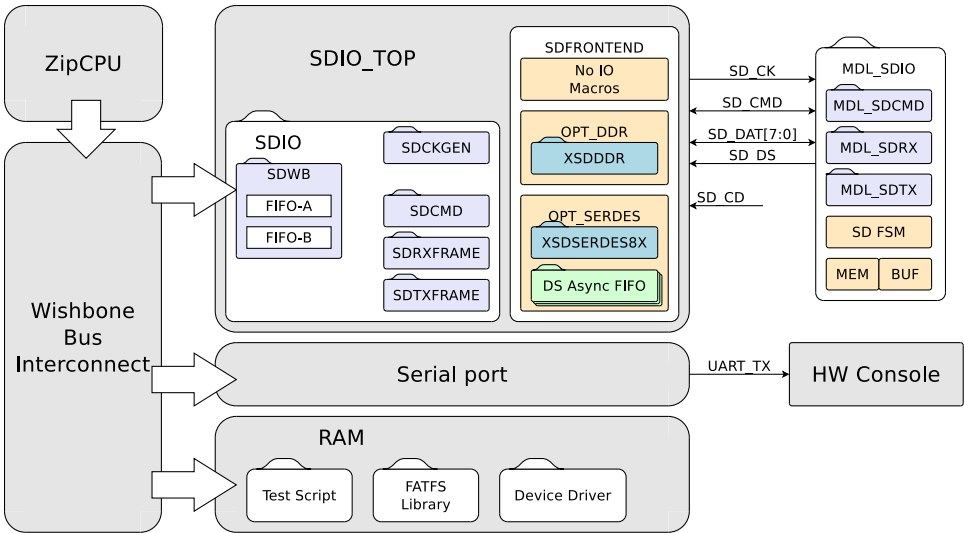 ZipCPU
Wishbone
Bus
Interconnect
SDIO_TOP
SDIO
SDWB
FIFO-A
FIFO-B
SDCKGEN
SDCMD
SDRXFRAME
SDTXFRAME
SDFRONTEND
No IO
Macros
OPT_DDR
XSDDDR
OPT_SERDES
XSDSERDES8X
DS Async FIFO
SD_CK
SD_CMD
SD_DAT[7:0]
SD_DS
SD_CD
MDL_SDIO
MDL_SDCMD
MDL_SDRX
MDL_SDTX
SD FSM
MEM
BUF
Serial port
UART_TX
HW Console
RAM
Test Script
FATFS
Library
Device Driver